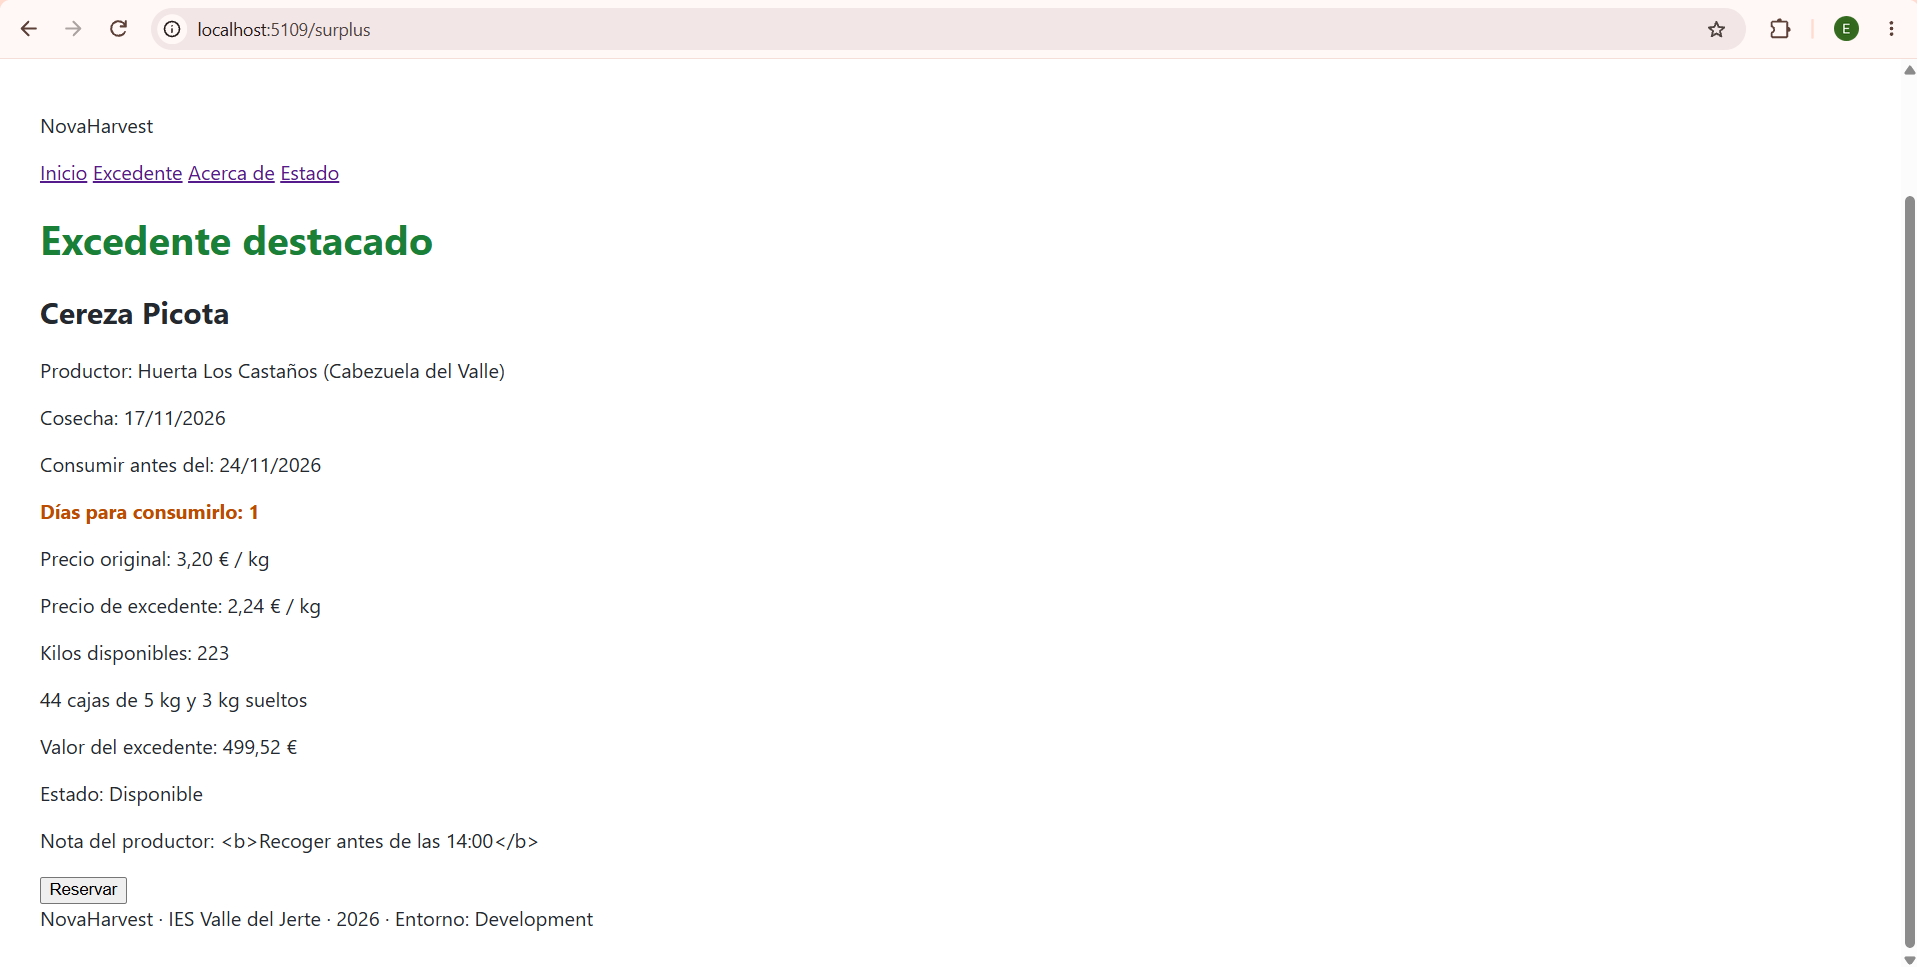 localhost:5109/surplus
E
NovaHarvest
Inicio Excedente Acerca de Estado
Excedente destacado
Cereza Picota
Productor: Huerta Los Castaños (Cabezuela del Valle)
Cosecha: 17/11/2026
Consumir antes del: 24/11/2026
Días para consumirlo: 1
Precio original: 3,20 € / kg
Precio de excedente: 2,24 € / kg
Kilos disponibles: 223
44 cajas de 5 kg y 3 kg sueltos
Valor del excedente: 499,52 €
Estado: Disponible
Nota del productor: <b>Recoger antes de las 14:00</b>
Reservar
NovaHarvest · IES Valle del Jerte · 2026 · Entorno: Development